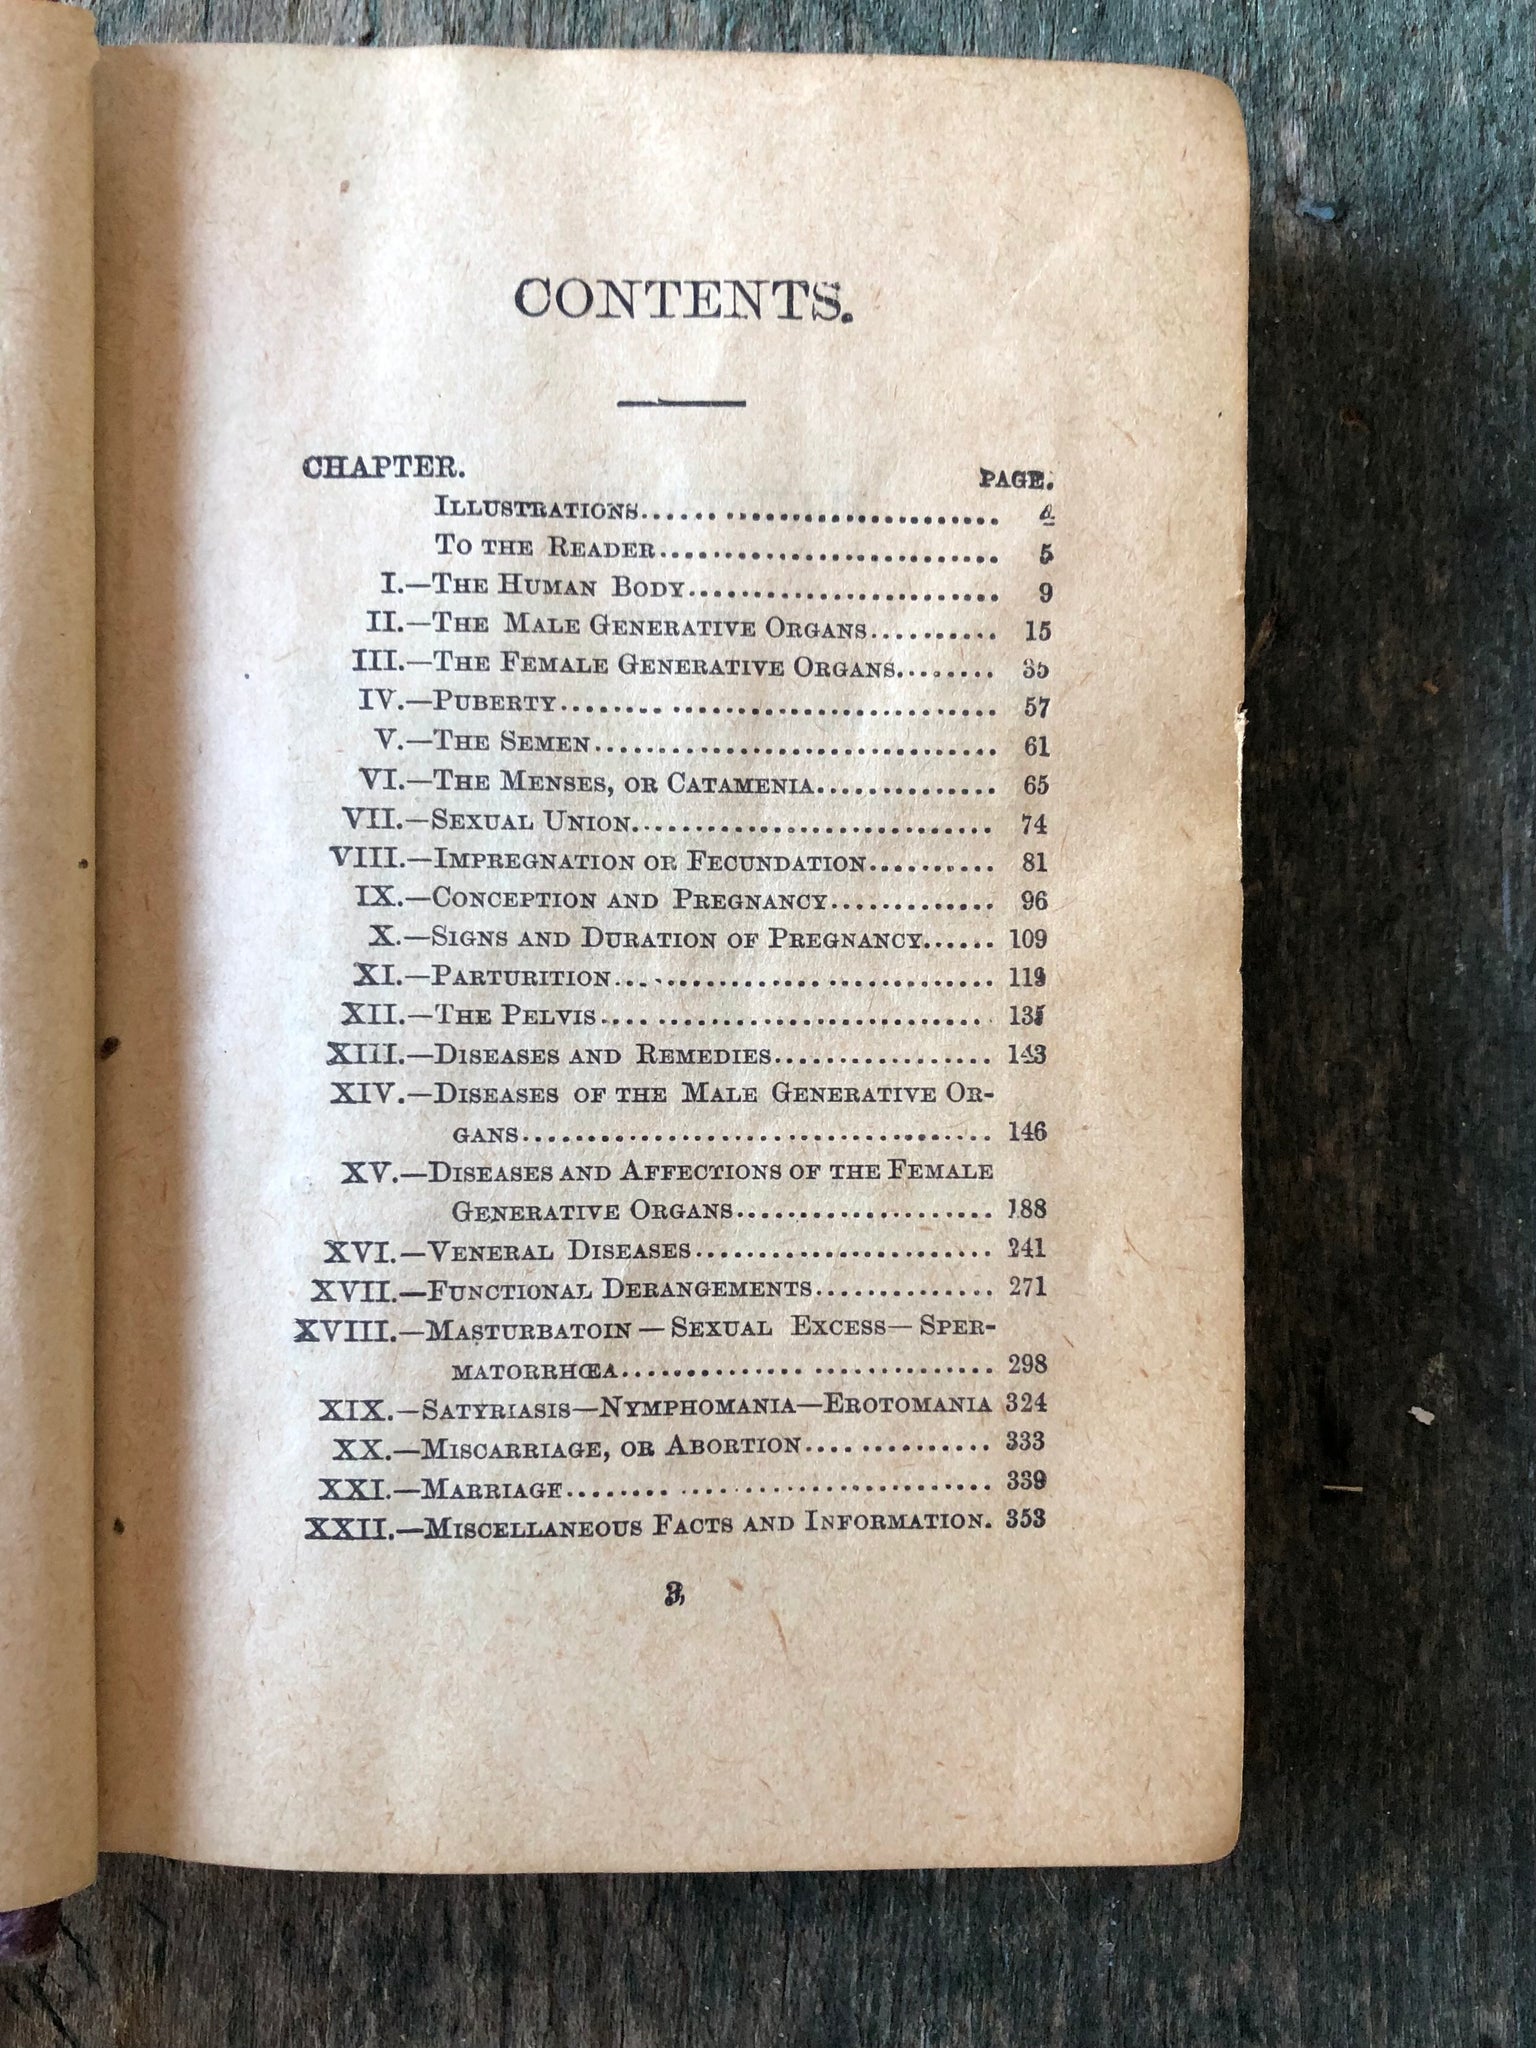 CONTENTS.
CHAPTER. PAGE.
ILLUSTRATIONS 4
TO THE READER 5
I.—THE HUMAN BODY 9
II.—THE MALE GENERATIVE ORGANS 15
III.—THE FEMALE GENERATIVE ORGANS 35
IV.—PUBERTY 57
V.—THE SEMEN 61
VI.—THE MENSES, OR CATAMENIA 65
VII.—SEXUAL UNION 74
VIII.—IMPREGNATION OR FECUNDATION 81
IX.—CONCEPTION AND PREGNANCY 96
X.—SIGNS AND DURATION OF PREGNANCY 109
XI.—PARTURITION 119
XII.—THE PELVIS
XIII.—DISEASES AND REMEDIES 143
XIV.—DISEASES OF THE MALE GENERATIVE OR-
GANS 146
XV.—DISEASES AND AFFECTIONS OF THE FEMALE
GENERATIVE ORGANS 188
XVI.—VENERAL DISEASES 241
XVII.—FUNCTIONAL DERANGEMENTS 271
XVIII.—MASTURBATOIN — SEXUAL EXCESS — SPER-
MATORRHŒA 298
XIX.—SATYRIASIS—NYMPHOMANIA—EROTOMANIA 324
XX.—MISCARRIAGE, OR ABORTION 333
XXI.—MARRIAGE 339
XXII.—MISCELLANEOUS FACTS AND INFORMATION. 353
3